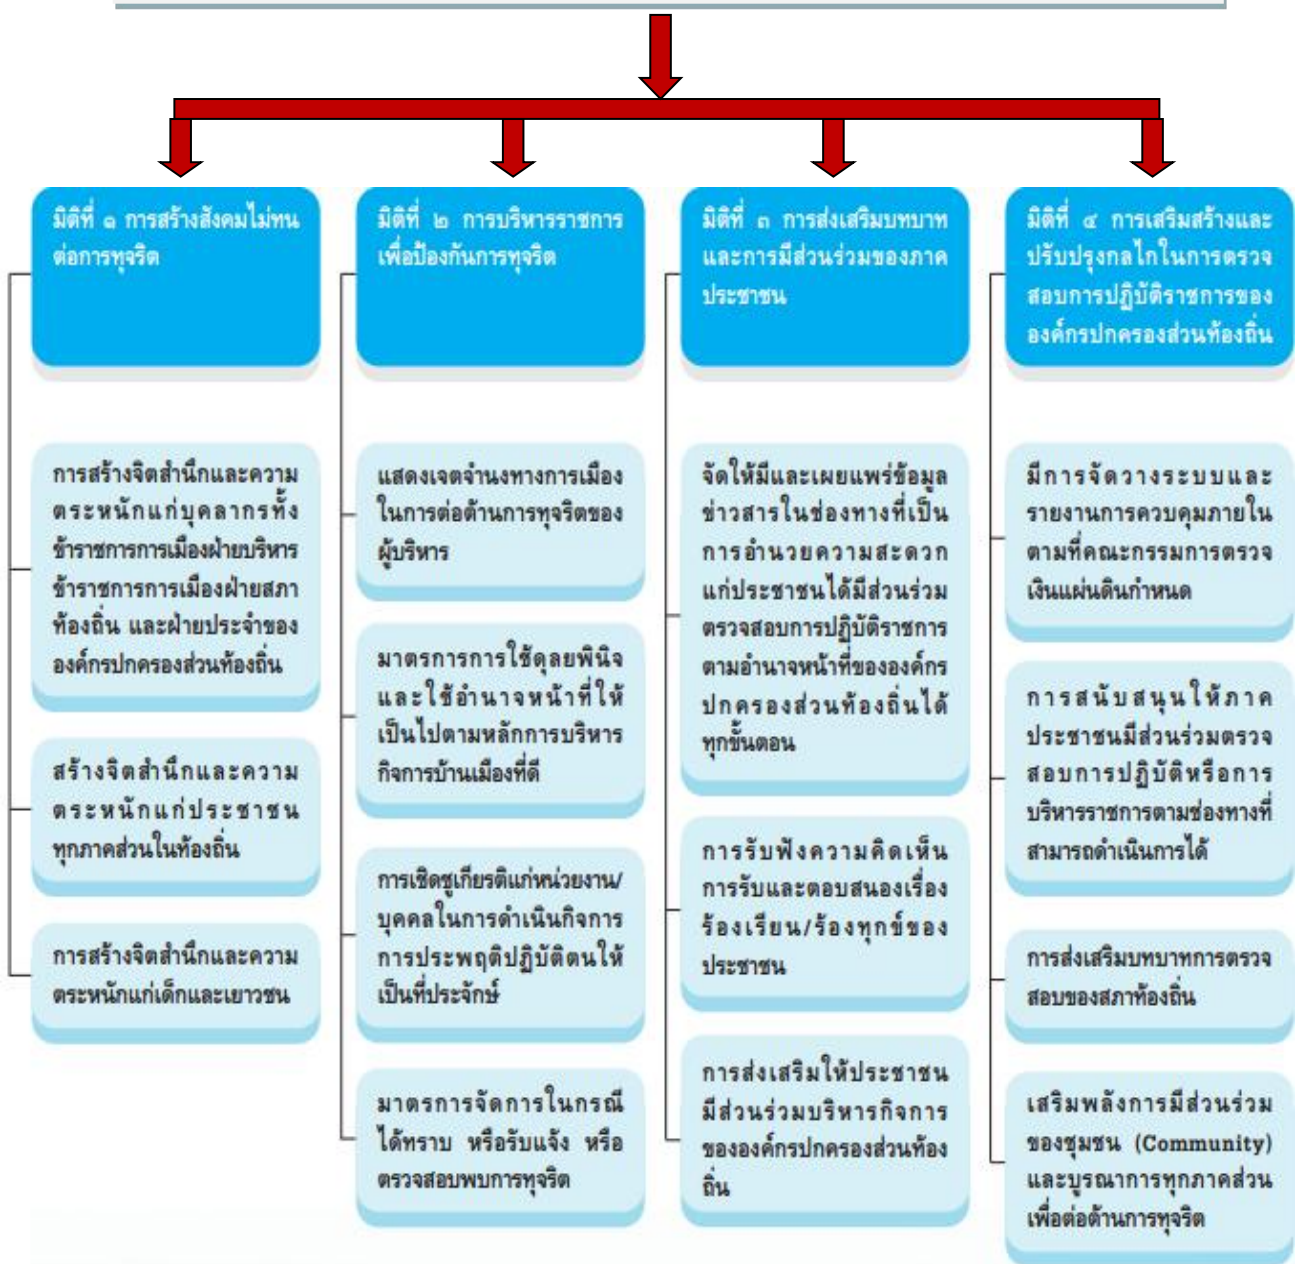 มิติที่ ๑ การสร้างสังคมไม่ทน
ต่อการทุจริต
การสร้างจิตสำนึกและความ
ตระหนักแก่บุคลากรทั้ง
ข้าราชการการเมืองฝ่ายบริหาร
ข้าราชการการเมืองฝ่ายสภา
ท้องถิ่น และฝ่ายประจำของ
องค์กรปกครองส่วนท้องถิ่น
สร้างจิตสำนึกและความ
ตระหนักแก่ประชาชน
ทุกภาคส่วนในท้องถิ่น
การสร้างจิตสำนึกและความ
ตระหนักแก่เด็กและเยาวชน
มิติที่ ๒ การบริหารราชการ
เพื่อป้องกันการทุจริต
แสดงเจตจำนงทางการเมือง
ในการต่อต้านการทุจริตของ
ผู้บริหาร
มาตรการการใช้ดุลยพินิจ
และใช้อำนาจหน้าที่ให้
เป็นไปตามหลักการบริหาร
กิจการบ้านเมืองที่ดี
การเชิดชูเกียรติแก่หน่วยงาน/
บุคคลในการดำเนินกิจการ
การประพฤติปฏิบัติตนให้
เป็นที่ประจักษ์
มาตรการจัดการในกรณี
ได้ทราบ หรือรับแจ้ง หรือ
ตรวจสอบพบการทุจริต
มิติที่ ๓ การส่งเสริมบทบาท
และการมีส่วนร่วมของภาค
ประชาชน
จัดให้มีและเผยแพร่ข้อมูล
ข่าวสารในช่องทางที่เป็น
การอำนวยความสะดวก
แก่ประชาชนได้มีส่วนร่วม
ตรวจสอบการปฏิบัติราชการ
ตามอำนาจหน้าที่ขององค์กร
ปกครองส่วนท้องถิ่นได้
ทุกขั้นตอน
การรับฟังความคิดเห็น
การรับและตอบสนองเรื่อง
ร้องเรียน/ร้องทุกข์ของ
ประชาชน
การส่งเสริมให้ประชาชน
มีส่วนร่วมบริหารกิจการ
ขององค์กรปกครองส่วนท้อง
ถิ่น
มิติที่ ๔ การเสริมสร้างและ
ปรับปรุงกลไกในการตรวจ
สอบการปฏิบัติราชการของ
องค์กรปกครองส่วนท้องถิ่น
มีการจัดวางระบบและ
รายงานการควบคุมภายใน
ตามที่คณะกรรมการตรวจ
เงินแผ่นดินกำหนด
การสนับสนุนให้ภาค
ประชาชนมีส่วนร่วมตรวจ
สอบการปฏิบัติหรือการ
บริหารราชการตามช่องทางที่
สามารถดำเนินการได้
การส่งเสริมบทบาทการตรวจ
สอบของสภาท้องถิ่น
เสริมพลังการมีส่วนร่วม
ของชุมชน (Community)
และบูรณาการทุกภาคส่วน
เพื่อต่อต้านการทุจริต